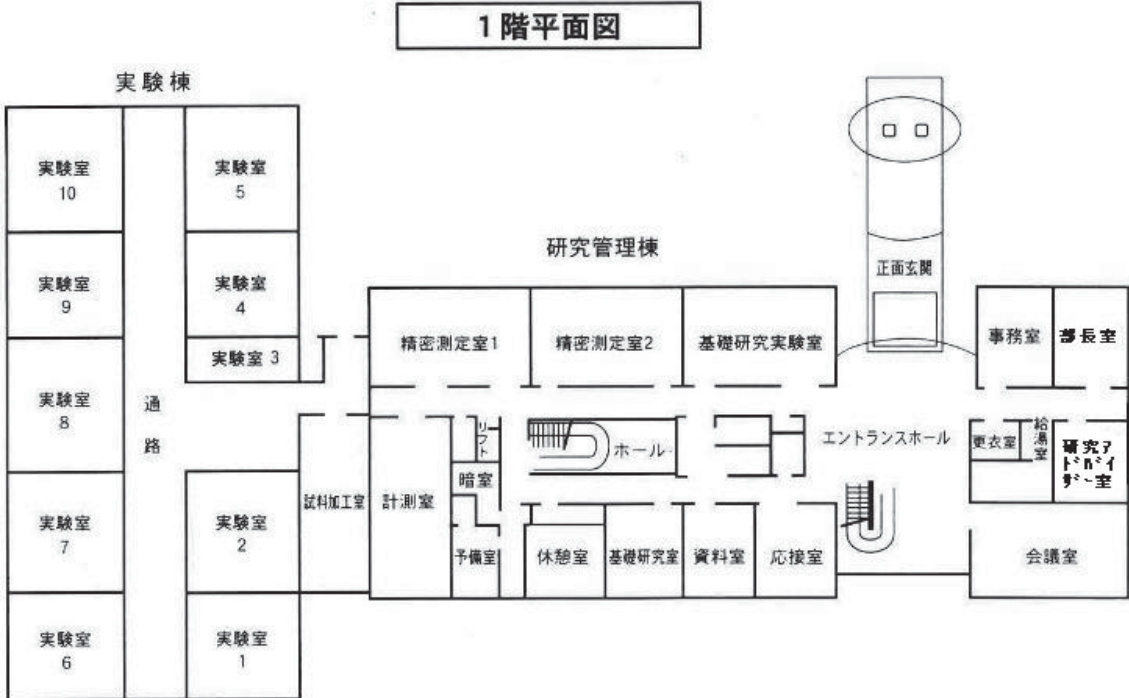 1階平面図
実験棟
実験室
10
実験室
5
実験室
9
実験室
4
実験室 3
実験室
8
通
路
実験室
7
実験室
2
実験室
6
実験室
1
試料加工室
研究管理棟
精密測定室1
精密測定室2
基礎研究実験室
正面玄関
事務室
部長室
計測室
リフト
暗室
予備室
ホール
休憩室
基礎研究室
資料室
応接室
エントランスホール
更衣室
給湯室
研究ア
ドバイ
ザー室
会議室